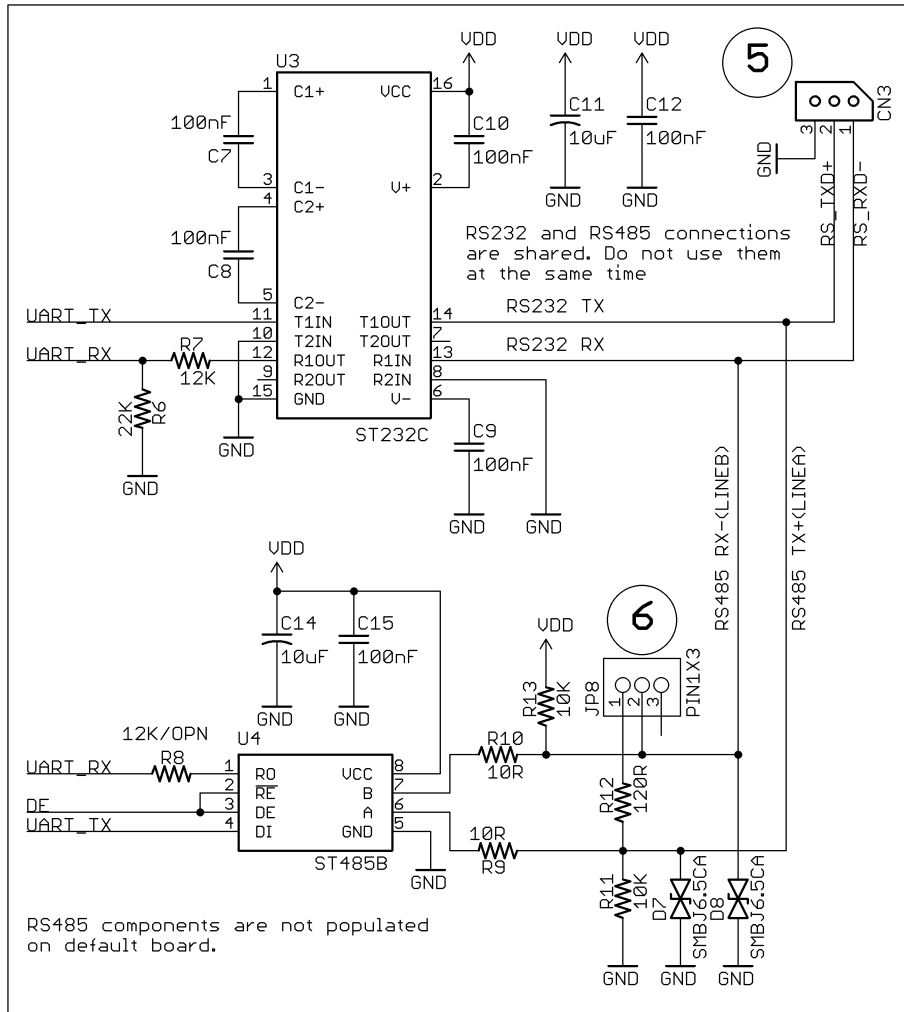 VDD
VDD
VDD
5
U3
CN3
1
C1+
VCC
16
100nF
C7
C10
100nF
C11
10uF
C12
100nF
3
2
1
GND
3
C1-
V+
2
4
C2+
GND
GND
RS_TXD+
RS_RXD-
100nF
C8
RS232 and RS485 connections
are shared. Do not use them
at the same time
5
C2-
RS232 TX
UART_TX
11
T1IN
T1OUT
14
10
T2IN
T2OUT
7
RS232 RX
UART_RX
R7
12K
12
R1OUT
R1IN
13
9
R2OUT
R2IN
8
15
GND
V-
6
22K
R6
ST232C
C9
100nF
GND
GND
GND
GND
RS485 RX-(LINEB)
RS485 TX+(LINEA)
VDD
6
C14
10uF
C15
100nF
VDD
JP8
1
2
3
PIN1X3
R13
10K
GND
GND
12K/OPN
R8
U4
R10
10R
UART_RX
1
RO
VCC
8
2
RE
B
7
DE
3
DE
A
6
UART_TX
4
DI
GND
5
R12
120R
10R
R9
ST485B
GND
R11
10K
D7
SMBJ6.5CA
D8
SMBJ6.5CA
RS485 components are not populated
on default board.
GND
GND
GND